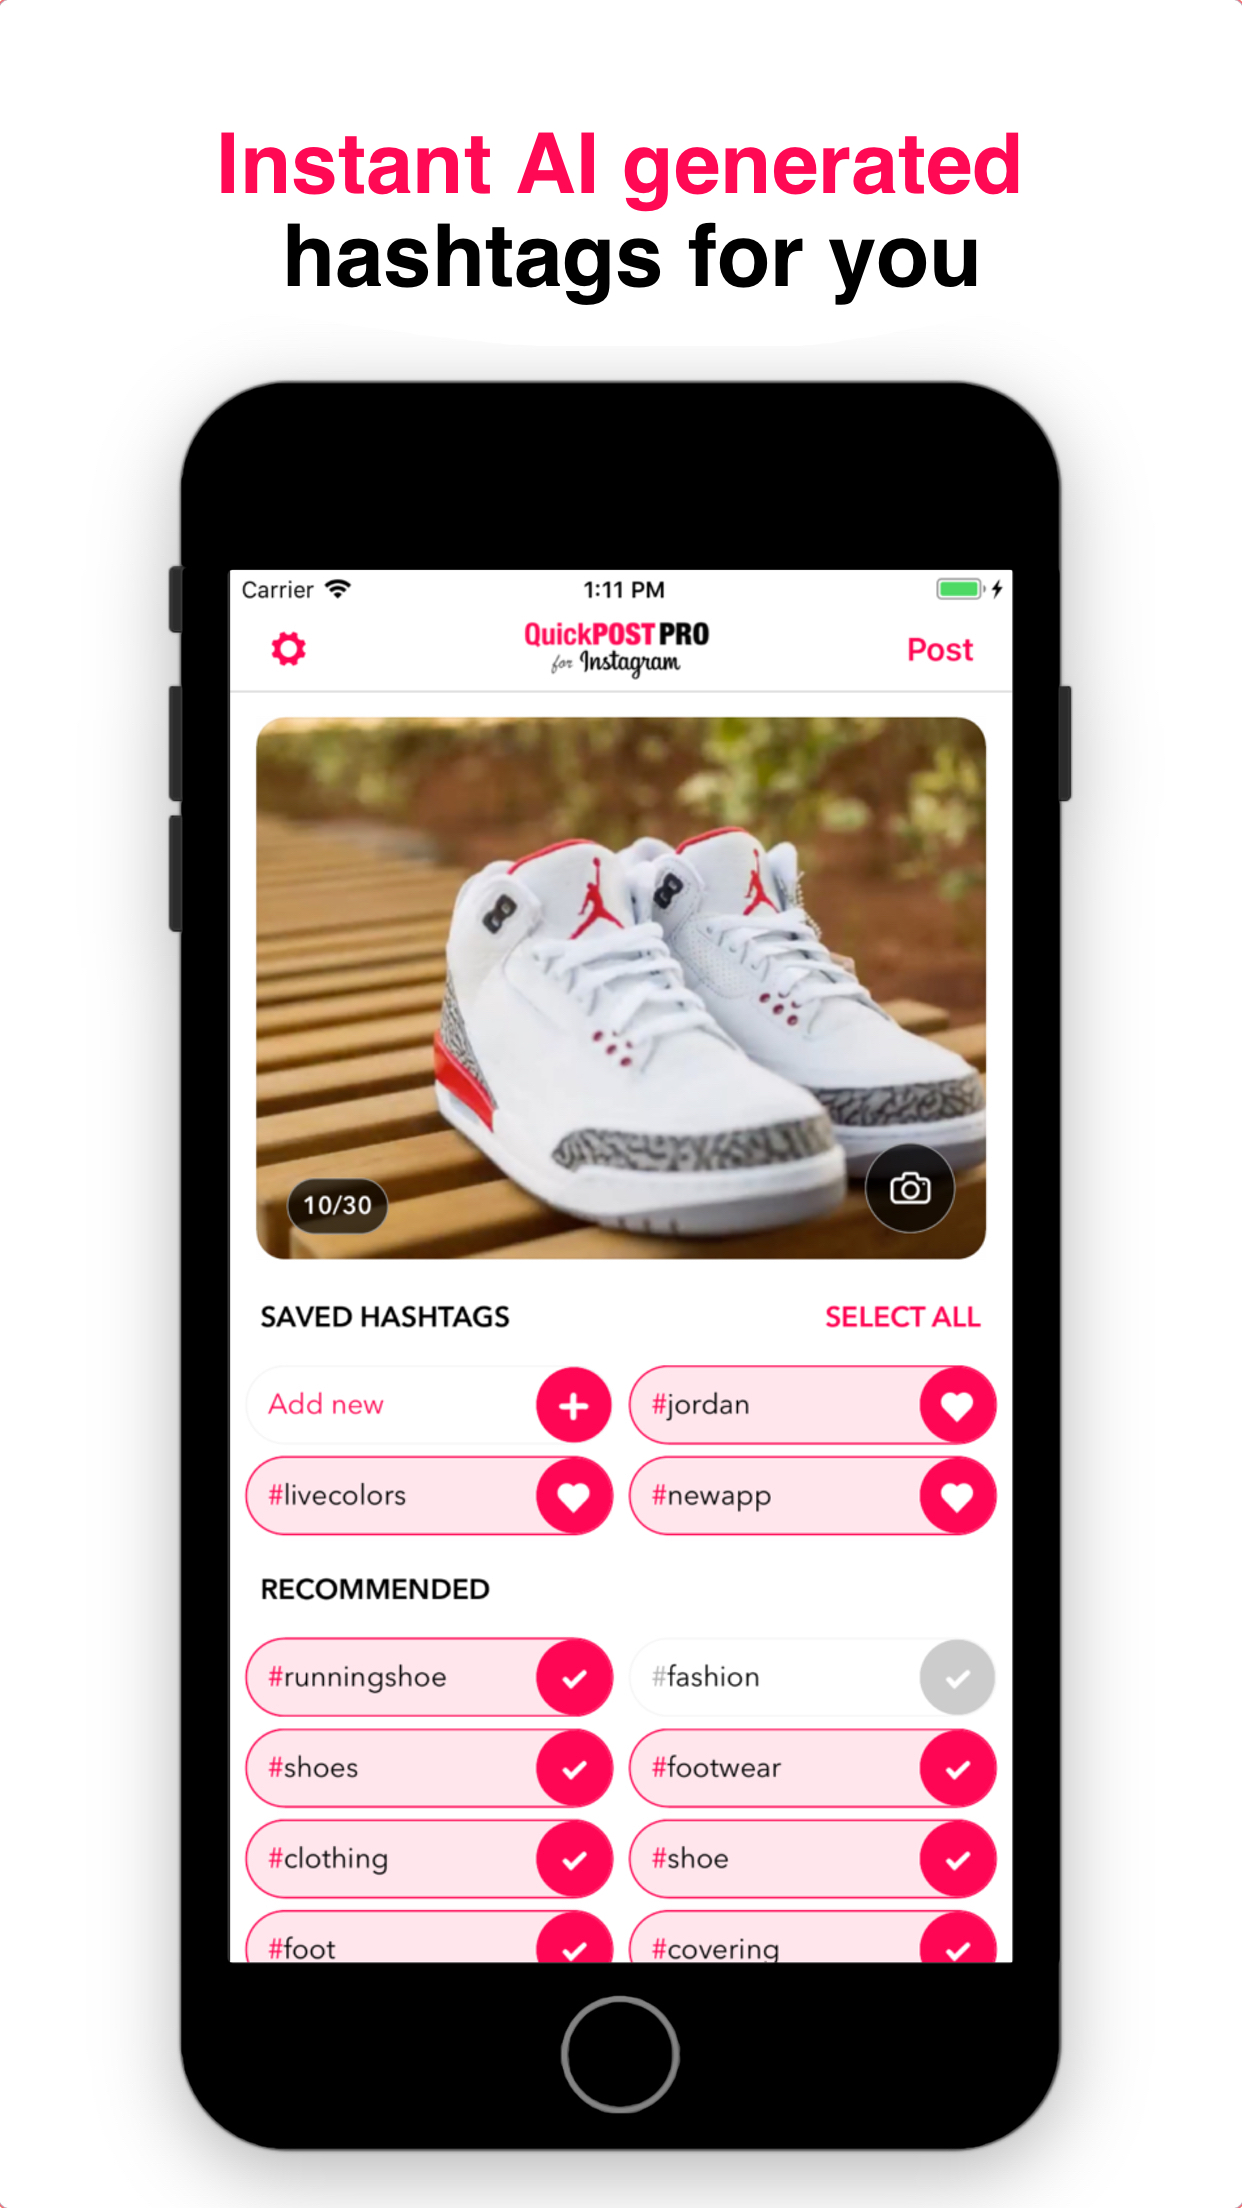 Instant AI generated
hashtags for you
Carrier 1:11 PM
QuickPOST PRO
for Instagram
Post
10/30
SAVED HASHTAGS SELECT ALL
Add new #jordan
#livecolors #newapp
RECOMMENDED
#runningshoe #fashion
#shoes #footwear
#clothing #shoe
#foot #covering